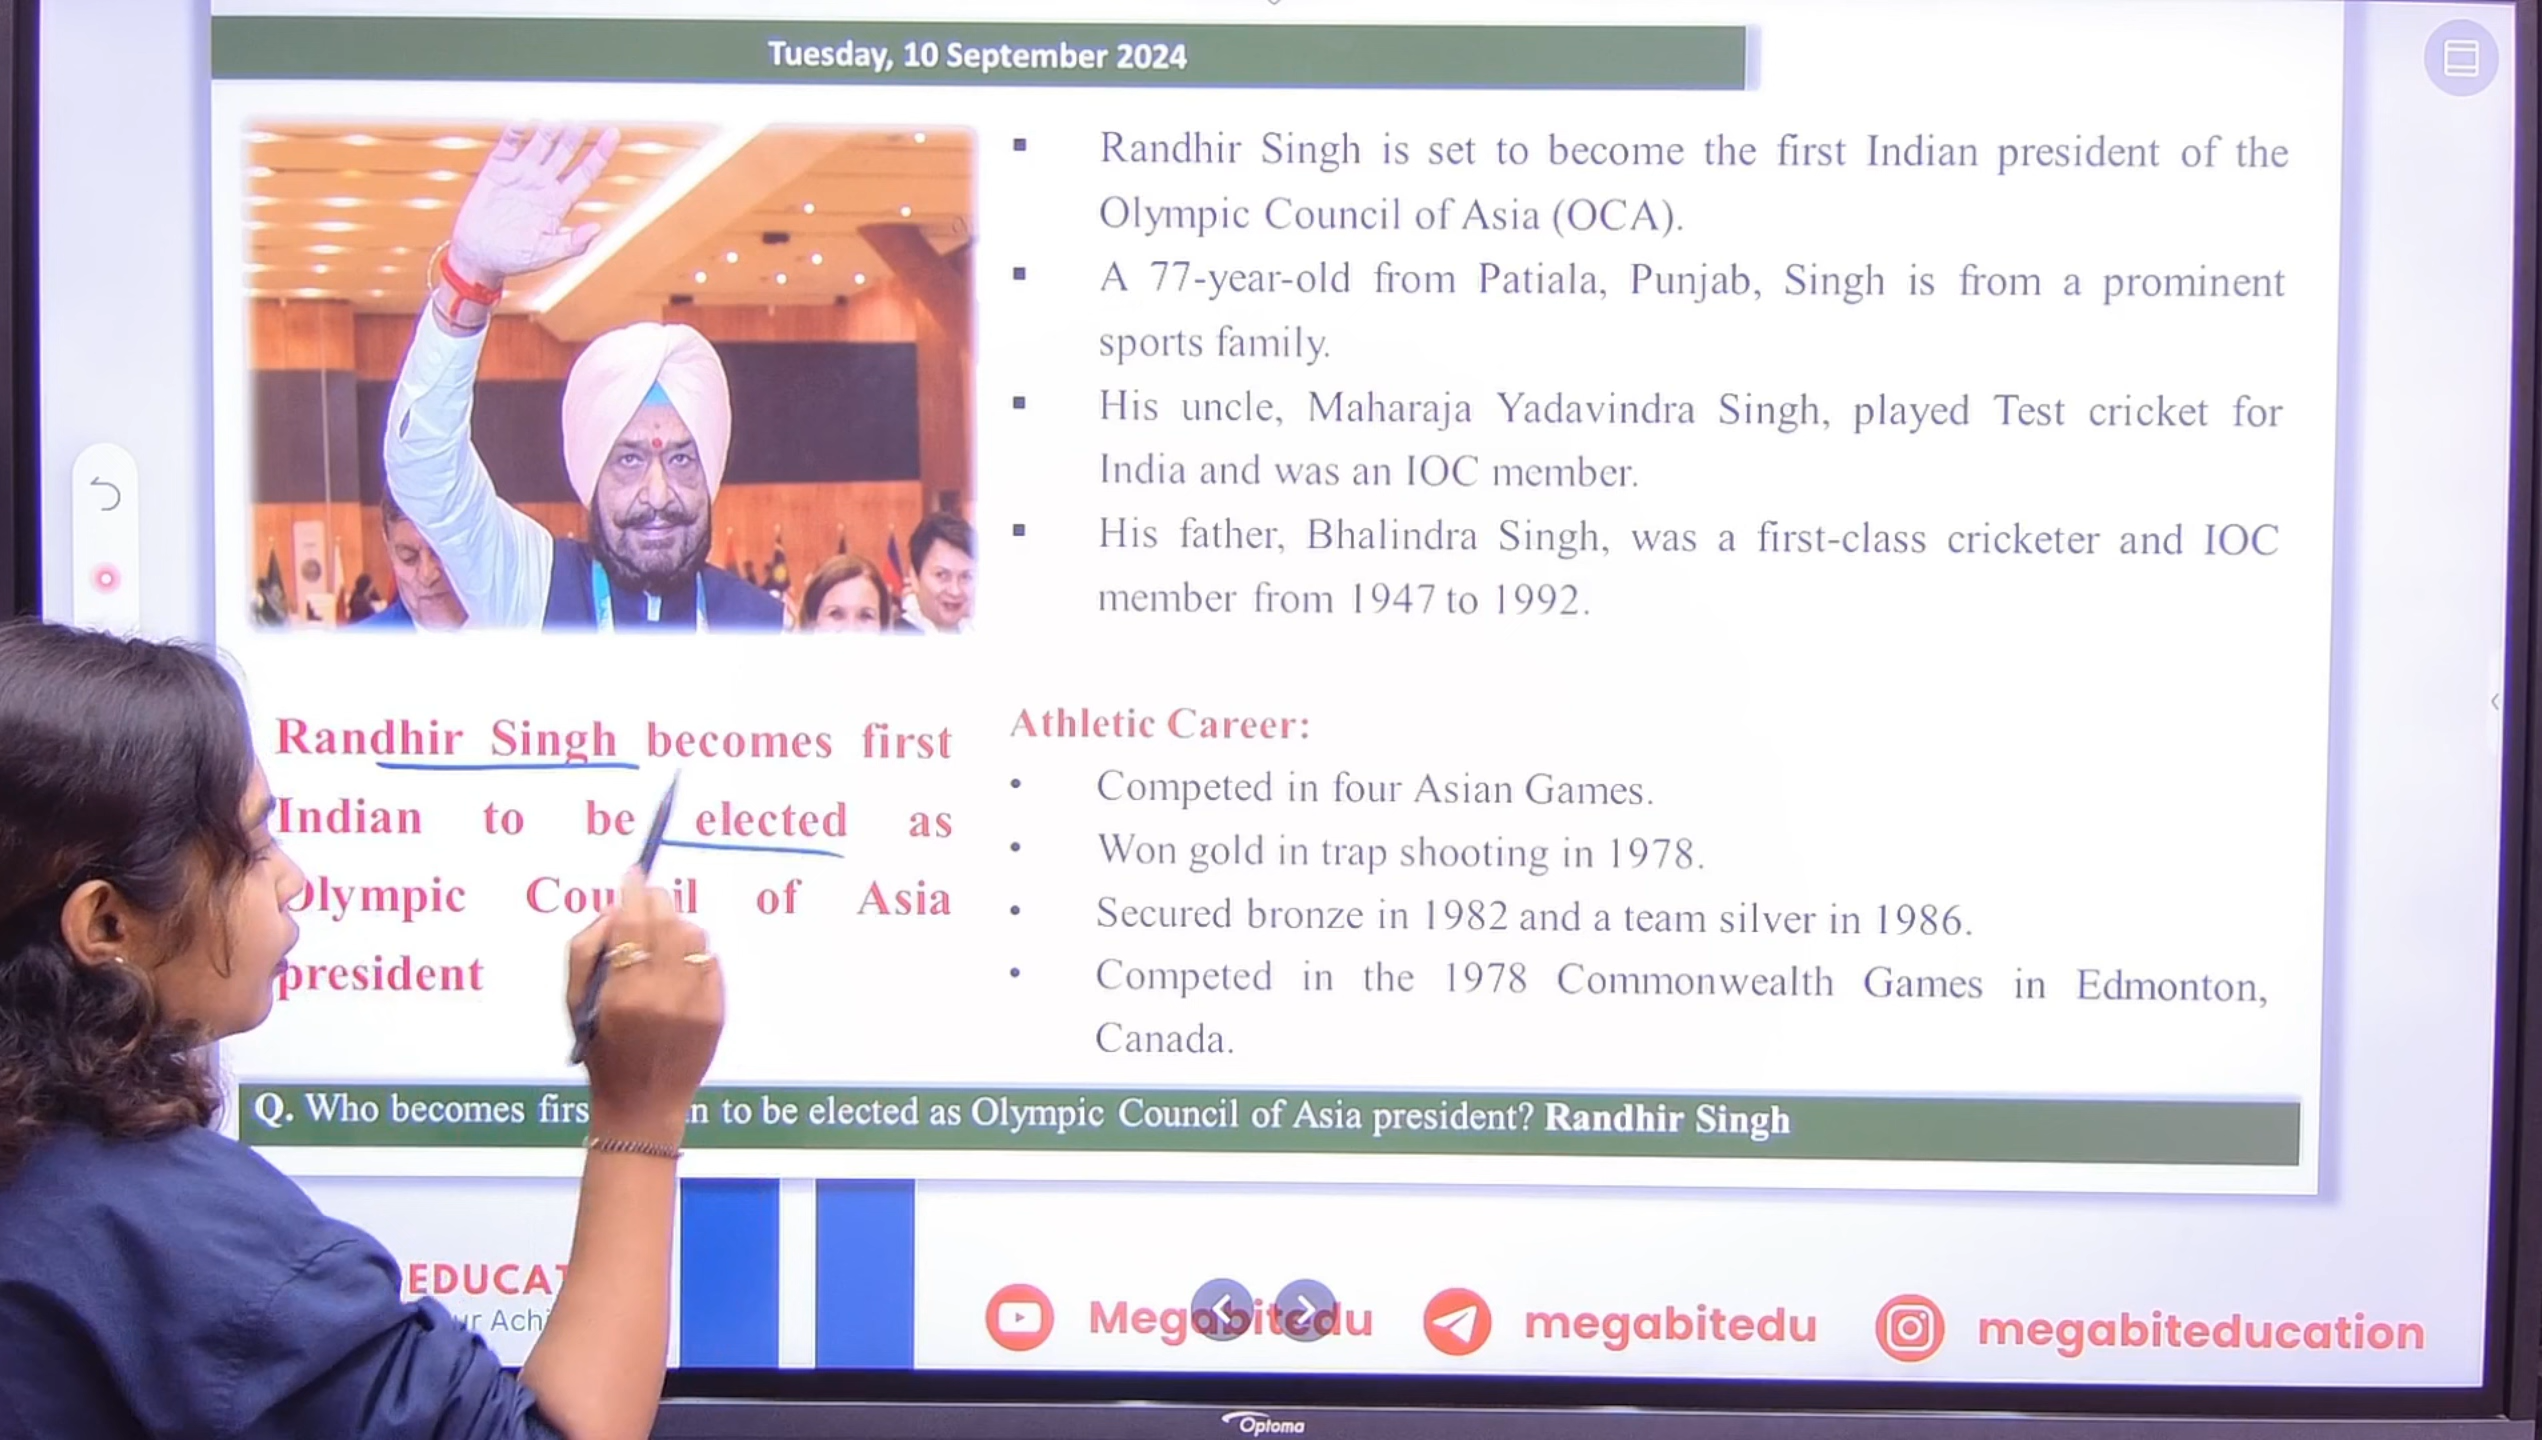 Tuesday, 10 September 2024
Randhir Singh is set to become the first Indian president of the
Olympic Council of Asia (OCA).
A 77-year-old from Patiala, Punjab, Singh is from a prominent
sports family.
His uncle, Maharaja Yadavindra Singh, played Test cricket for
India and was an IOC member.
His father, Bhalindra Singh, was a first-class cricketer and IOC
member from 1947 to 1992.
Randhir Singh becomes first
Indian to be elected as
Olympic of Asia
president
Athletic Career:
Competed in four Asian Games.
Won gold in trap shooting in 1978.
Secured bronze in 1982 and a team silver in 1986.
Competed in the 1978 Commonwealth Games in Edmonton,
Canada.
Q. Who becomes to be elected as Olympic Council of Asia president? Randhir Singh
Megabitedu
megabitedu
megabiteducation
Optoma